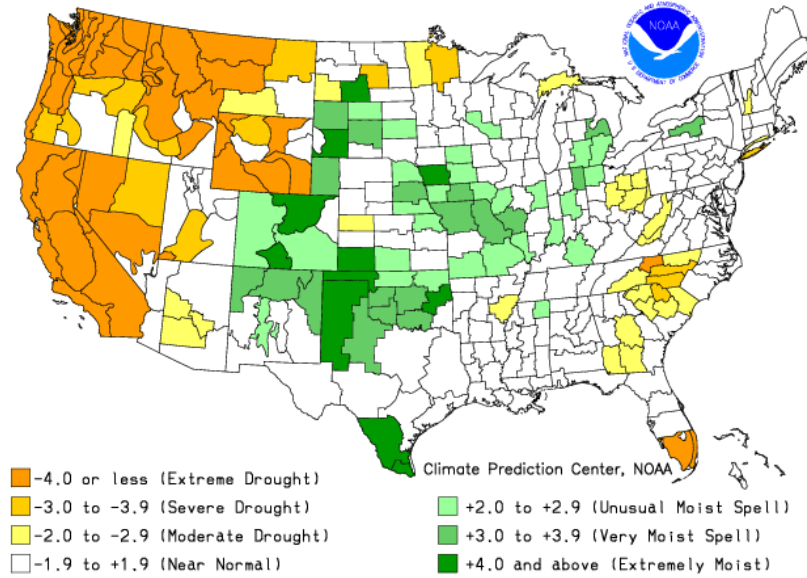 NATIONAL OCEANIC AND ATMOSPHERIC ADMINISTRATION
NOAA
U.S. DEPARTMENT OF COMMERCE
Climate Prediction Center, NOAA
-4.0 or less (Extreme Drought)
-3.0 to -3.9 (Severe Drought)
-2.0 to -2.9 (Moderate Drought)
-1.9 to +1.9 (Near Normal)
+2.0 to +2.9 (Unusual Moist Spell)
+3.0 to +3.9 (Very Moist Spell)
+4.0 and above (Extremely Moist)